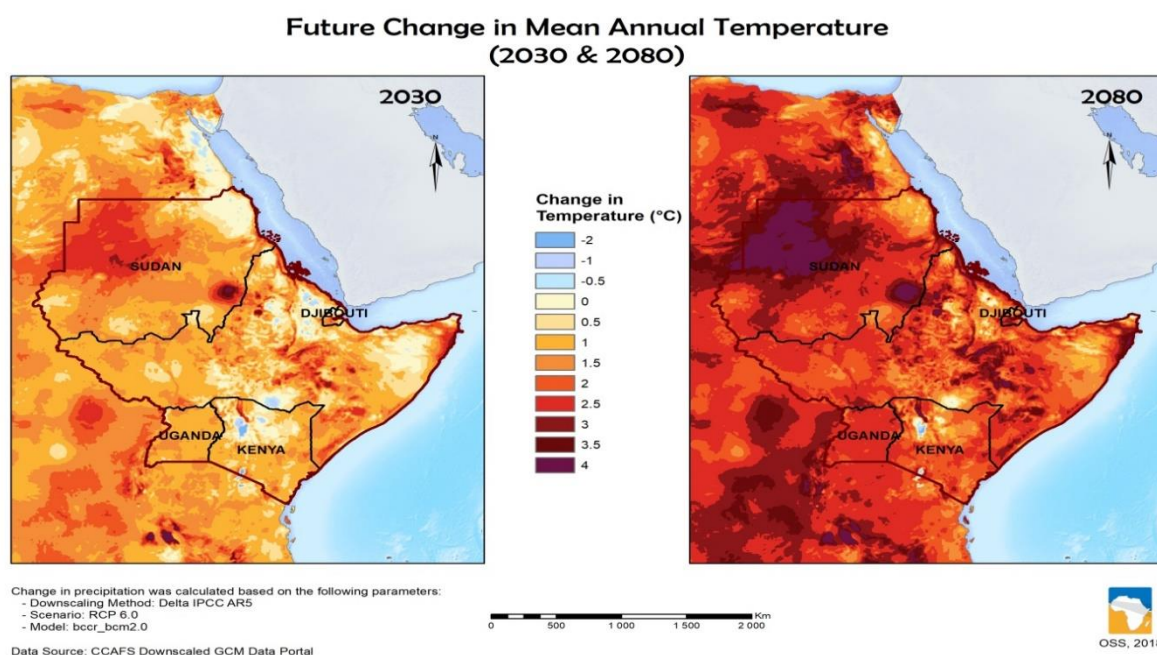 Future Change in Mean Annual Temperature
(2030 & 2080)
2030
N
SUDAN
DJIBOUTI
UGANDA
KENYA
Change in
Temperature (°C)
-2
-1
-0.5
0
0.5
1
1.5
2
2.5
3
3.5
4
2080
N
SUDAN
DJIBOUTI
UGANDA
KENYA
Change in precipitation was calculated based on the following parameters:
- Downscaling Method: Delta IPCC AR5
- Scenario: RCP 6.0
- Model: bccr_bcm2.0
Data Source: CCAFS Downscaled GCM Data Portal
Km
0 250 500 1 000 1 500 2 000
OSS, 2018